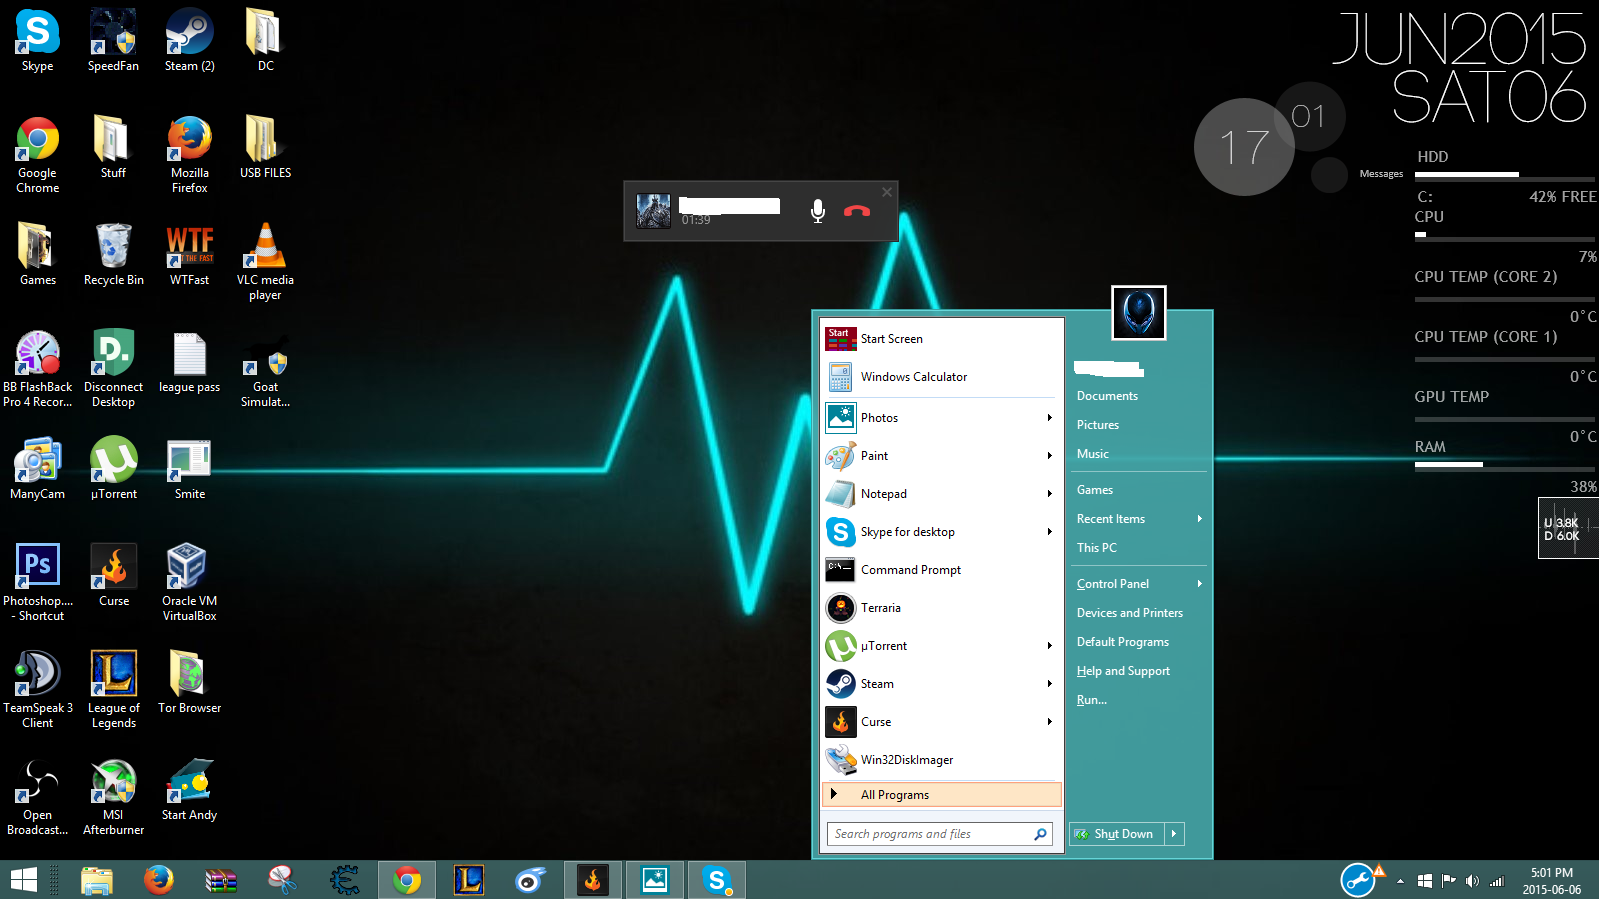 Skype
SpeedFan
Steam (2)
DC
Google
Chrome
Stuff
Mozilla
Firefox
USB FILES
Games
Recycle Bin
WTF
WTFast
VLC media
player
BB FlashBack
Pro 4 Recor...
Disconnect
Desktop
league pass
Goat
Simulat...
ManyCam
µTorrent
Smite
Ps
Photoshop....
- Shortcut
Curse
Oracle VM
VirtualBox
TeamSpeak 3
Client
League of
Legends
Tor Browser
Open
Broadcast...
MSI
Afterburner
Start Andy
01:39
JUN2015
SAT06
17
01
Messages
HDD
C:
42% FREE
CPU
7%
CPU TEMP (CORE 2)
0°C
CPU TEMP (CORE 1)
0°C
GPU TEMP
0°C
RAM
38%
U 3.8K
D 6.0K
Start
Start Screen
Windows Calculator
Photos
Paint
Notepad
Skype for desktop
Command Prompt
Terraria
µTorrent
Steam
Curse
Win32DiskImager
All Programs
Search programs and files
Documents
Pictures
Music
Games
Recent Items
This PC
Control Panel
Devices and Printers
Default Programs
Help and Support
Run...
Shut Down
5:01 PM
2015-06-06